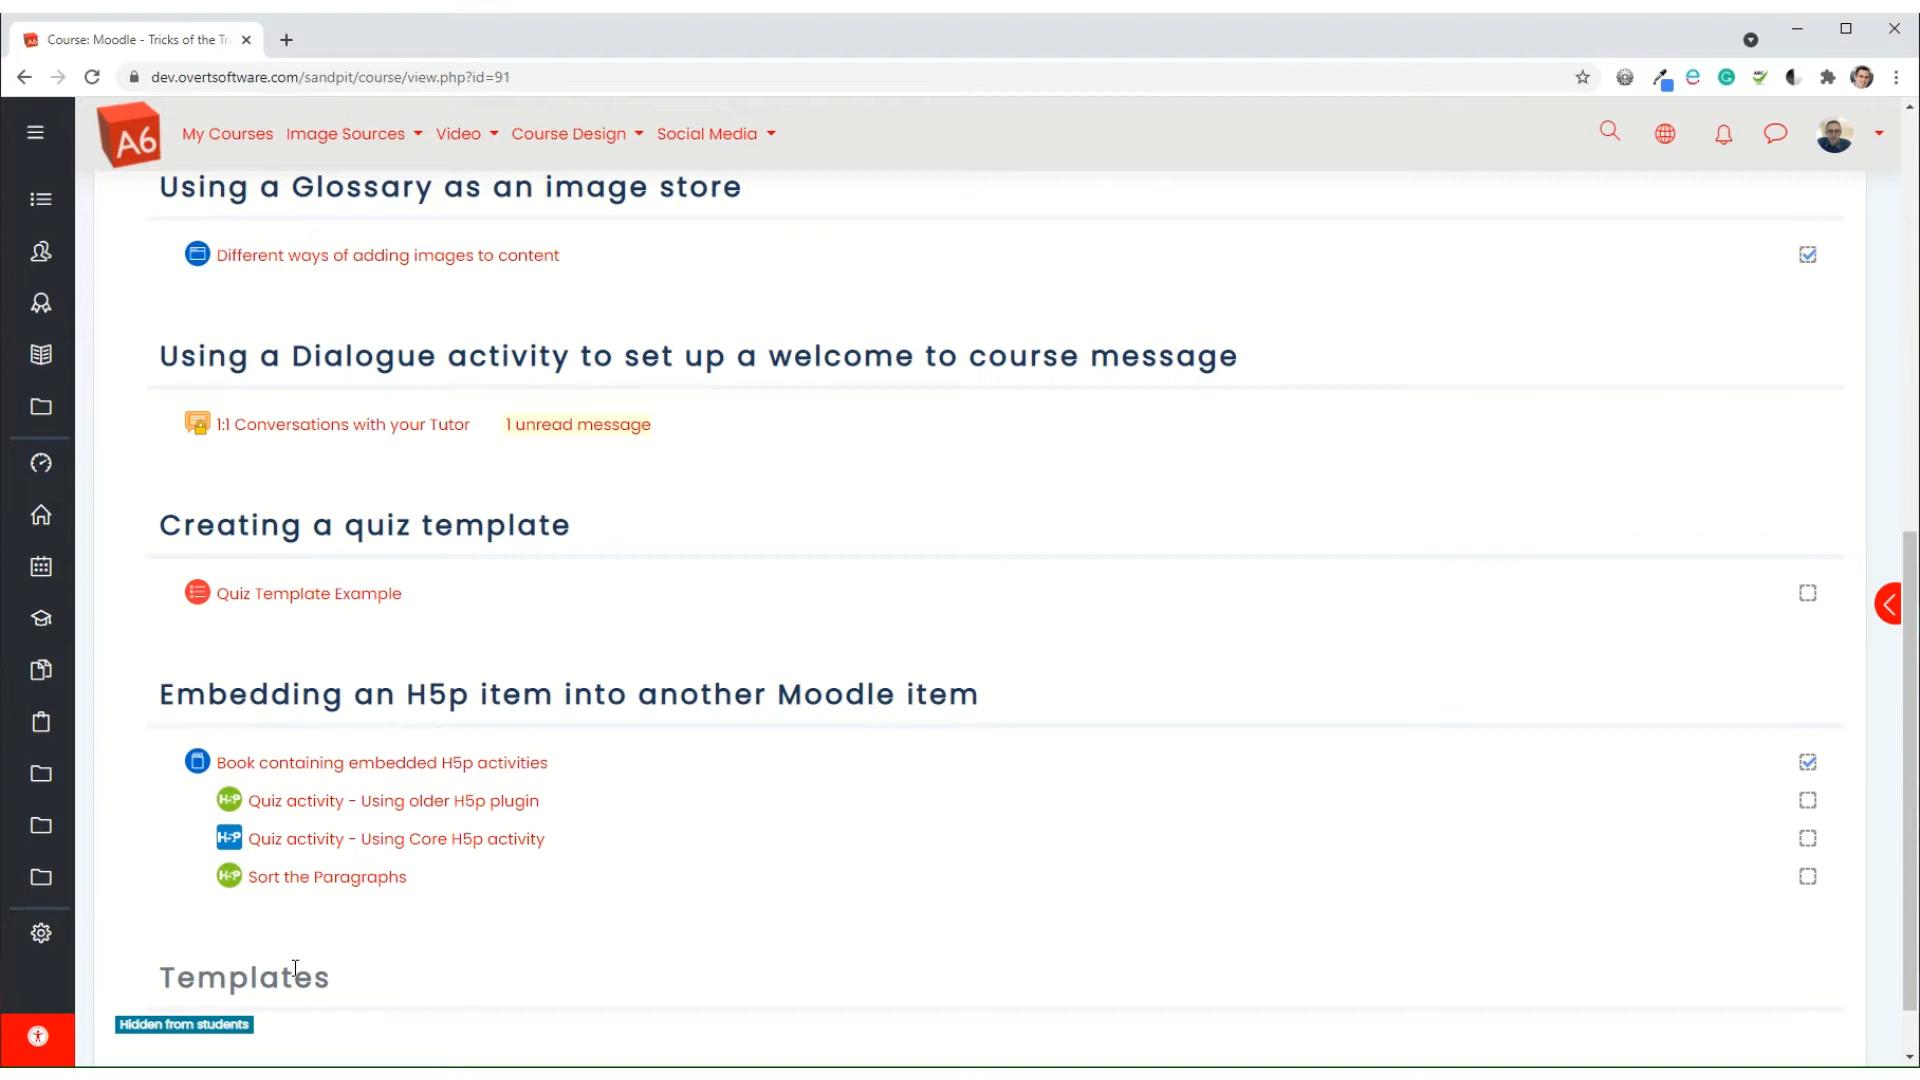 Course: Moodle - Tricks of the Tr
dev.overtsoftware.com/sandpit/course/view.php?id=91
A6
My Courses Image Sources Video Course Design Social Media
Using a Glossary as an image store
Different ways of adding images to content
Using a Dialogue activity to set up a welcome to course message
1:1 Conversations with your Tutor 1 unread message
Creating a quiz template
Quiz Template Example
Embedding an H5p item into another Moodle item
Book containing embedded H5p activities
H-P Quiz activity - Using older H5p plugin
H-P Quiz activity - Using Core H5p activity
H-P Sort the Paragraphs
Templates
Hidden from students